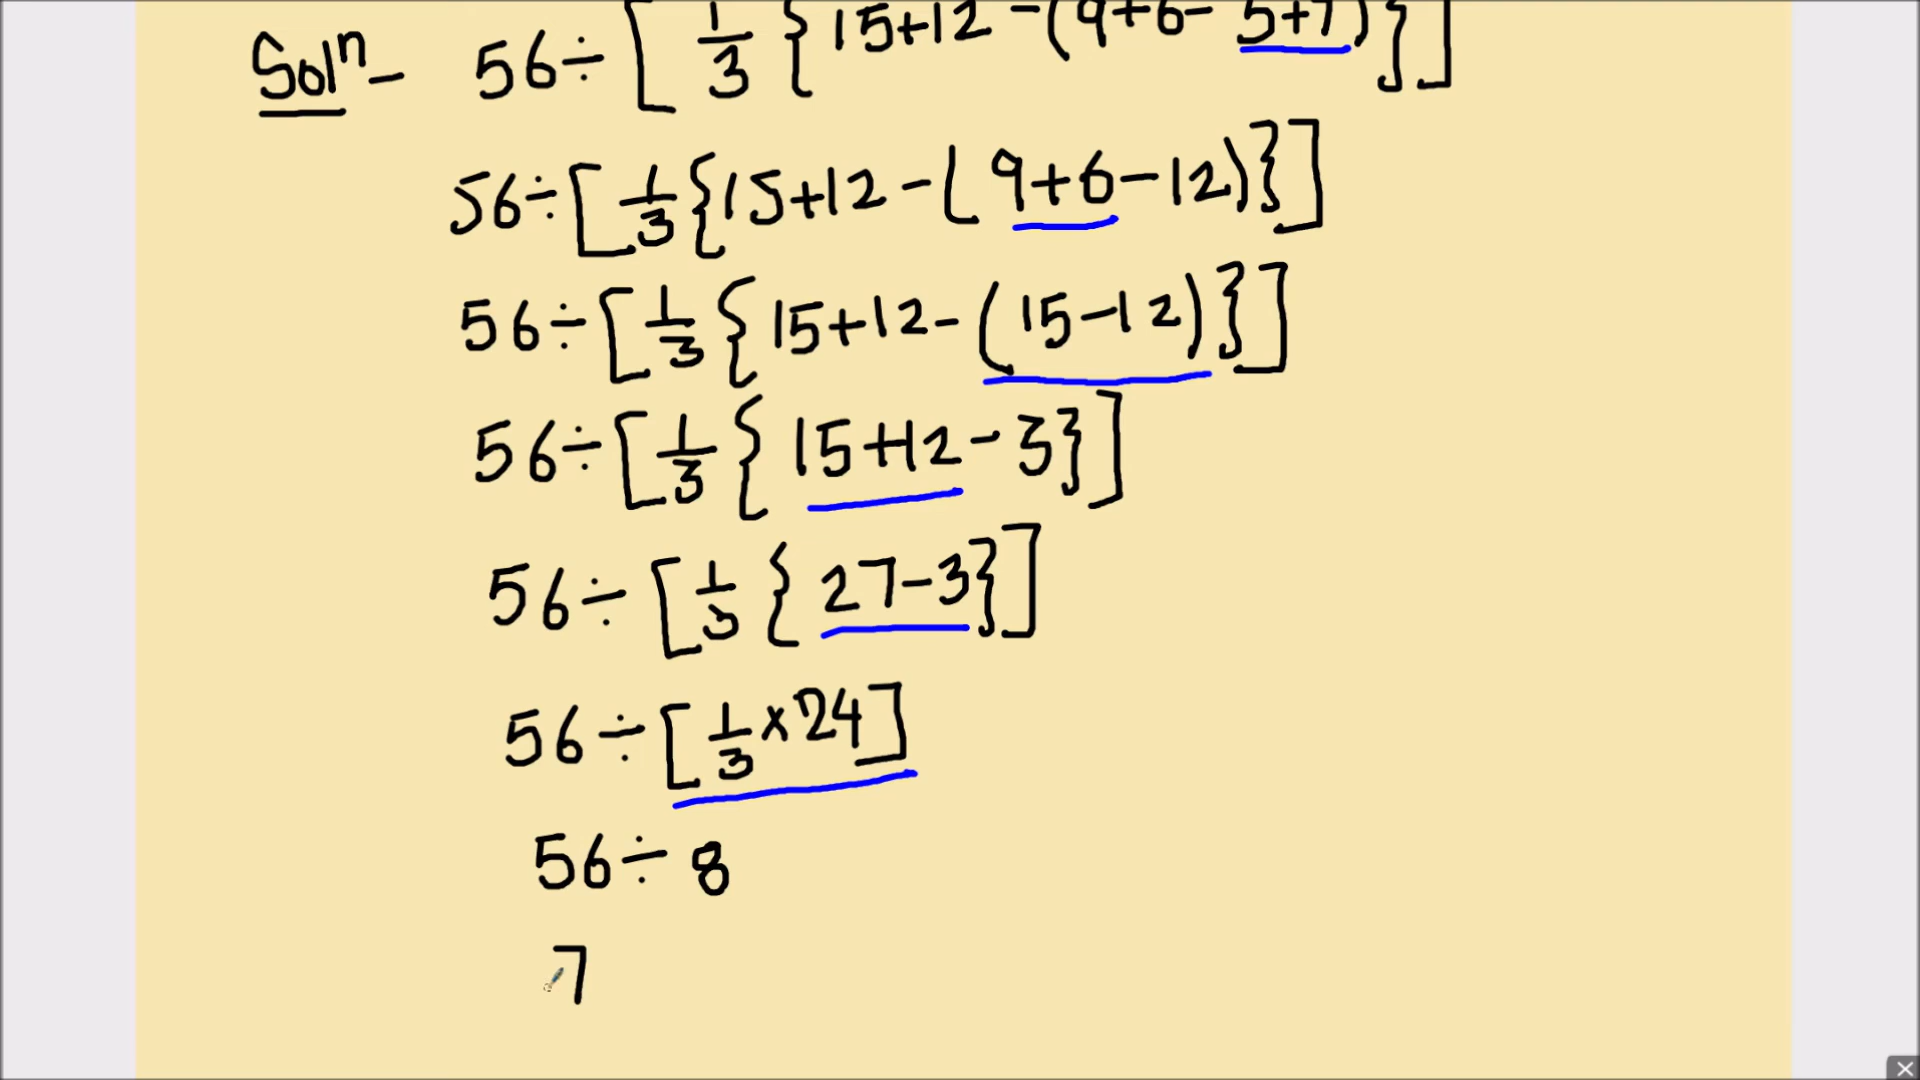 Solⁿ - 56 ÷ [ 1/3 { 15+12 - (9+6- 5+7 ) } ]
56 ÷ [ 1/3 { 15+12 - ( 9+6-12 ) } ]
56 ÷ [ 1/3 { 15+12 - ( 15-12 ) } ]
56 ÷ [ 1/3 { 15+12 - 3 } ]
56 ÷ [ 1/3 { 27-3 } ]
56 ÷ [ 1/3 × 24 ]
56 ÷ 8
7